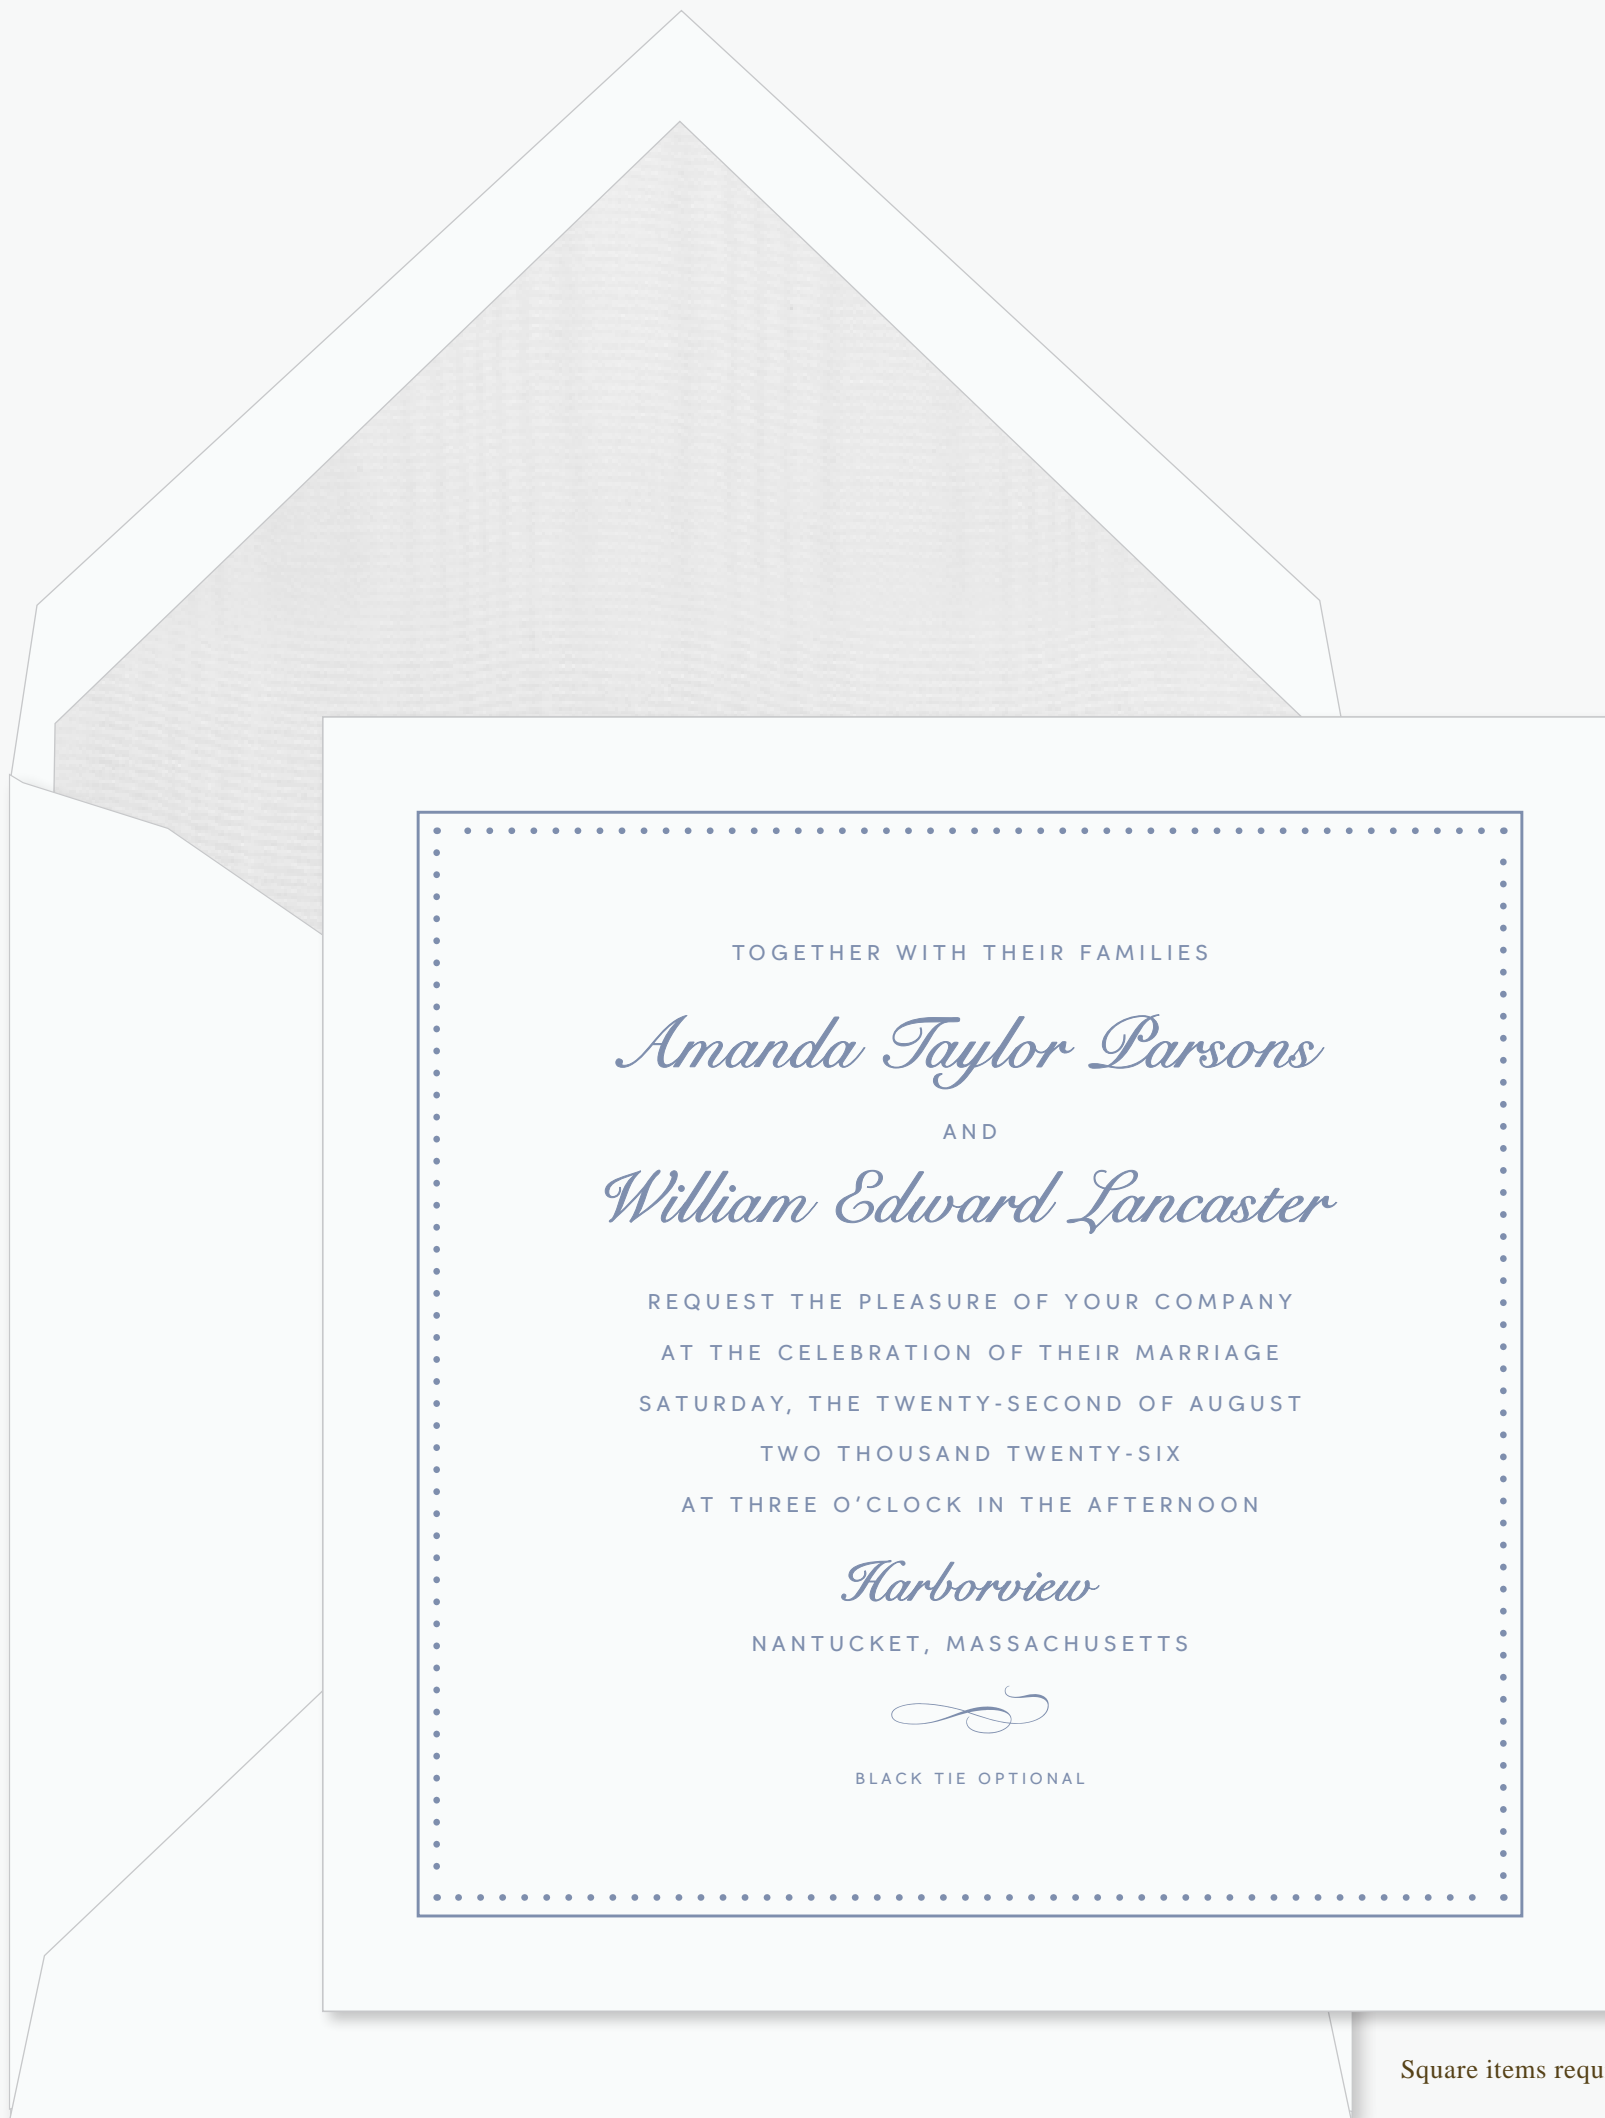 TOGETHER WITH THEIR FAMILIES
Amanda Taylor Parsons
AND
William Edward Lancaster
REQUEST THE PLEASURE OF YOUR COMPANY
AT THE CELEBRATION OF THEIR MARRIAGE
SATURDAY, THE TWENTY-SECOND OF AUGUST
TWO THOUSAND TWENTY-SIX
AT THREE O’CLOCK IN THE AFTERNOON
Harborview
NANTUCKET, MASSACHUSETTS
BLACK TIE OPTIONAL
Square items